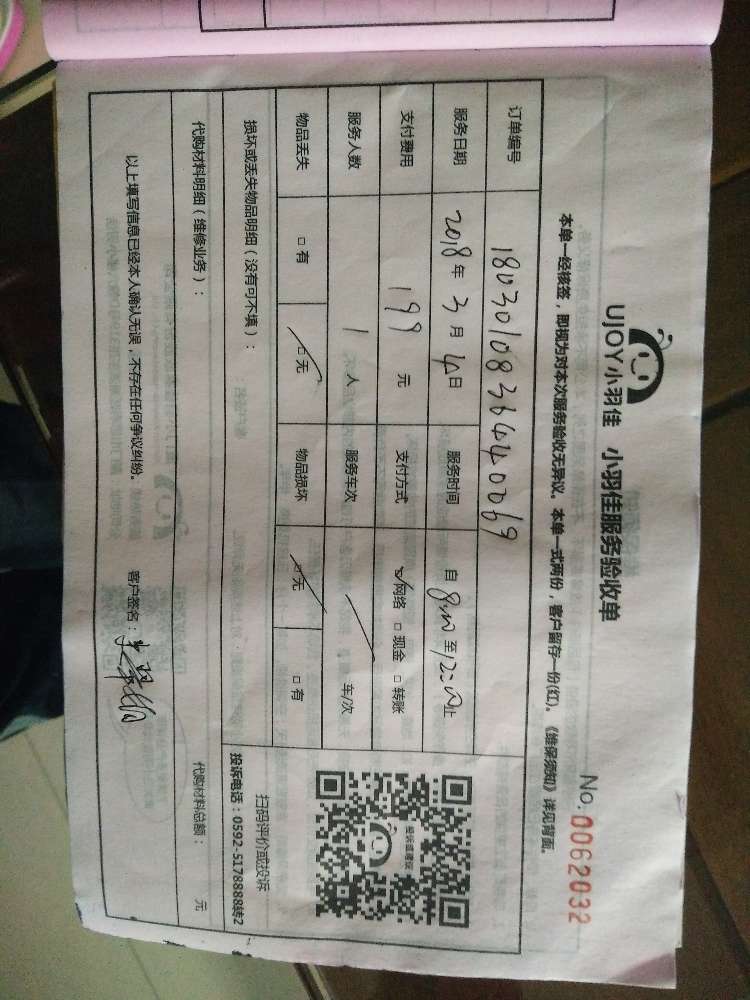 UJOY小羽佳 小羽佳服务验收单
No.0062032
本单一经核签，即视为对本次服务验收无异议。本单一式两份，客户留存一份(红)。《维保须知》详见背面。
订单编号 18030108364440069
服务日期 2018年3月4日 服务时间 自8:00至12:00止
支付费用 199元 支付方式 ☑网络 □现金 □转账
服务人数 1人 服务车次 / 车/次
物品丢失 □有 ☑无 物品损坏 ☑无 □有
投诉或建议
扫码评价或投诉
投诉电话：0592-5178888转2
损坏或丢失物品明细（没有可不填）：
代购材料明细（维修业务）： 代购材料总额： 元
以上填写信息已经本人确认无误，不存在任何争议纠纷。 客户签名：